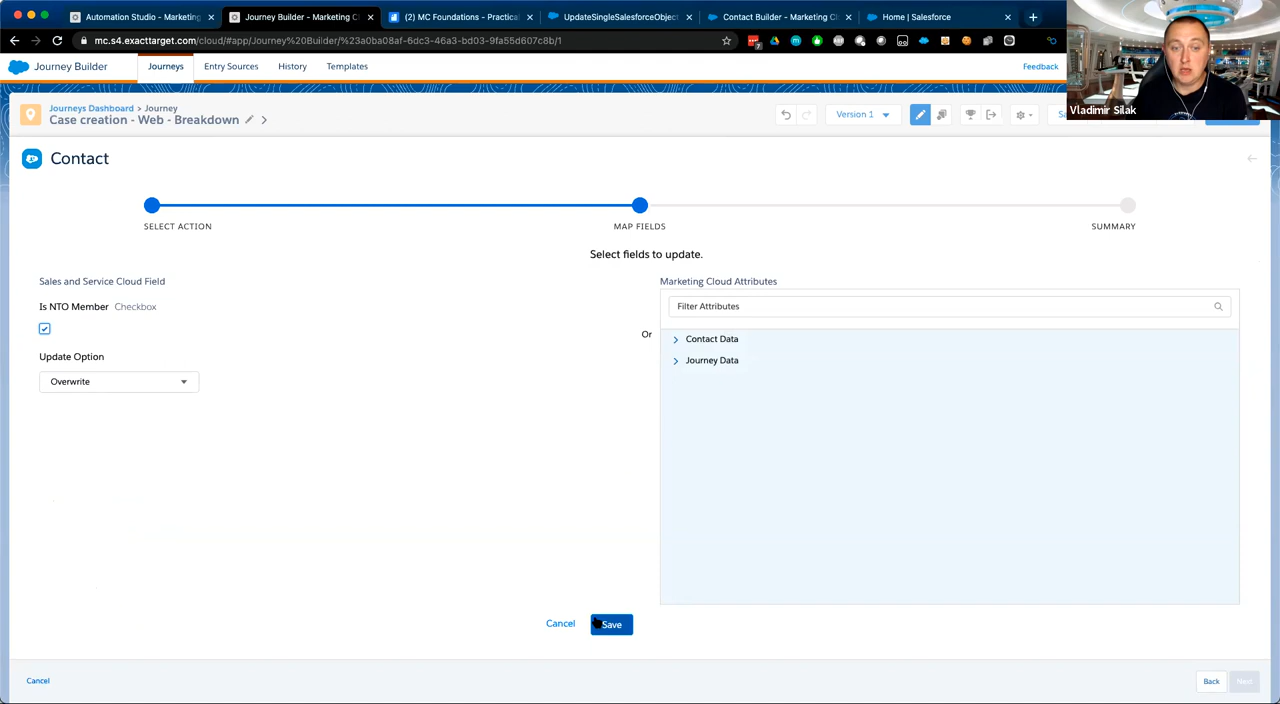 Automation Studio - Marketing
Journey Builder - Marketing Cl
(2) MC Foundations - Practical
UpdateSingleSalesforceObject
Contact Builder - Marketing Cl
Home | Salesforce
mc.s4.exacttarget.com/cloud/#app/Journey%20Builder/%23a0ba08af-6dc3-46a3-bd03-9fa55d607c8b/1
Journey Builder
Journeys
Entry Sources
History
Templates
Feedback
Vladimir Silak
Journeys Dashboard > Journey
Case creation - Web - Breakdown
Version 1
Contact
SELECT ACTION
MAP FIELDS
SUMMARY
Select fields to update.
Sales and Service Cloud Field
Marketing Cloud Attributes
Is NTO Member Checkbox
Filter Attributes
Or
Contact Data
Update Option
Journey Data
Overwrite
Cancel
Save
Cancel
Back
Next